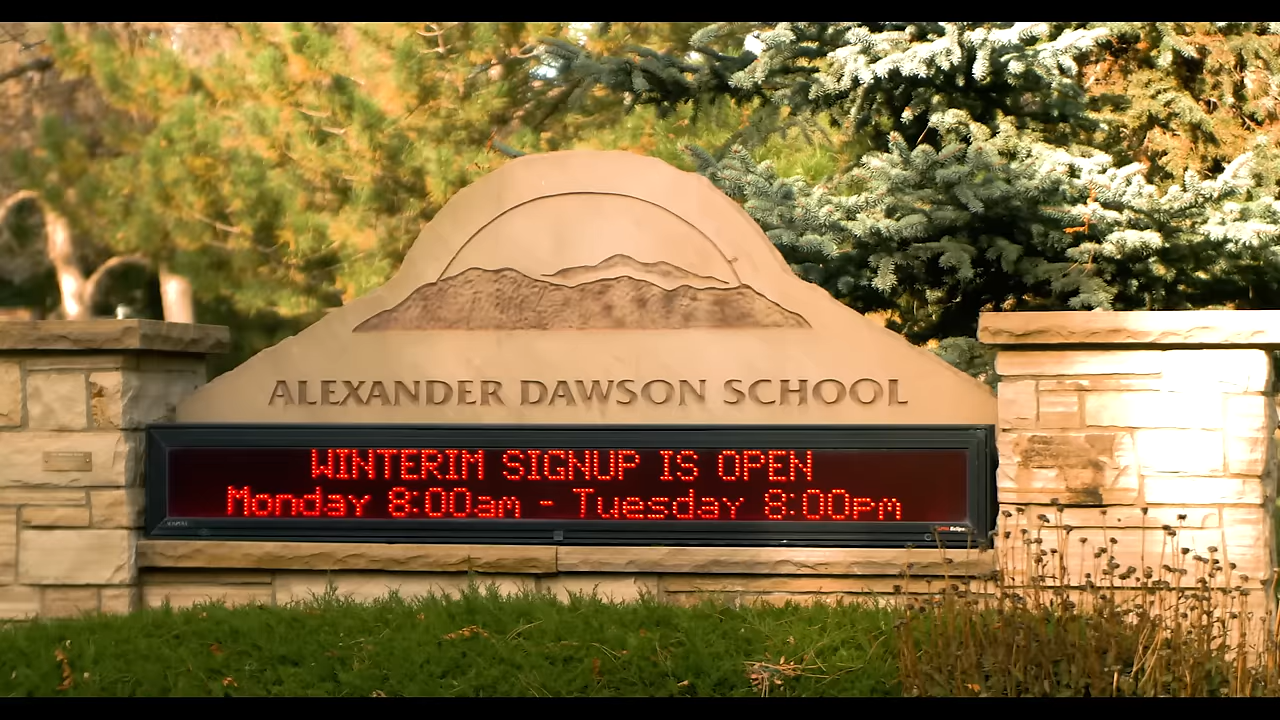 ALEXANDER DAWSON SCHOOL
WINTERIM SIGNUP IS OPEN
Monday 8:00am - Tuesday 8:00pm